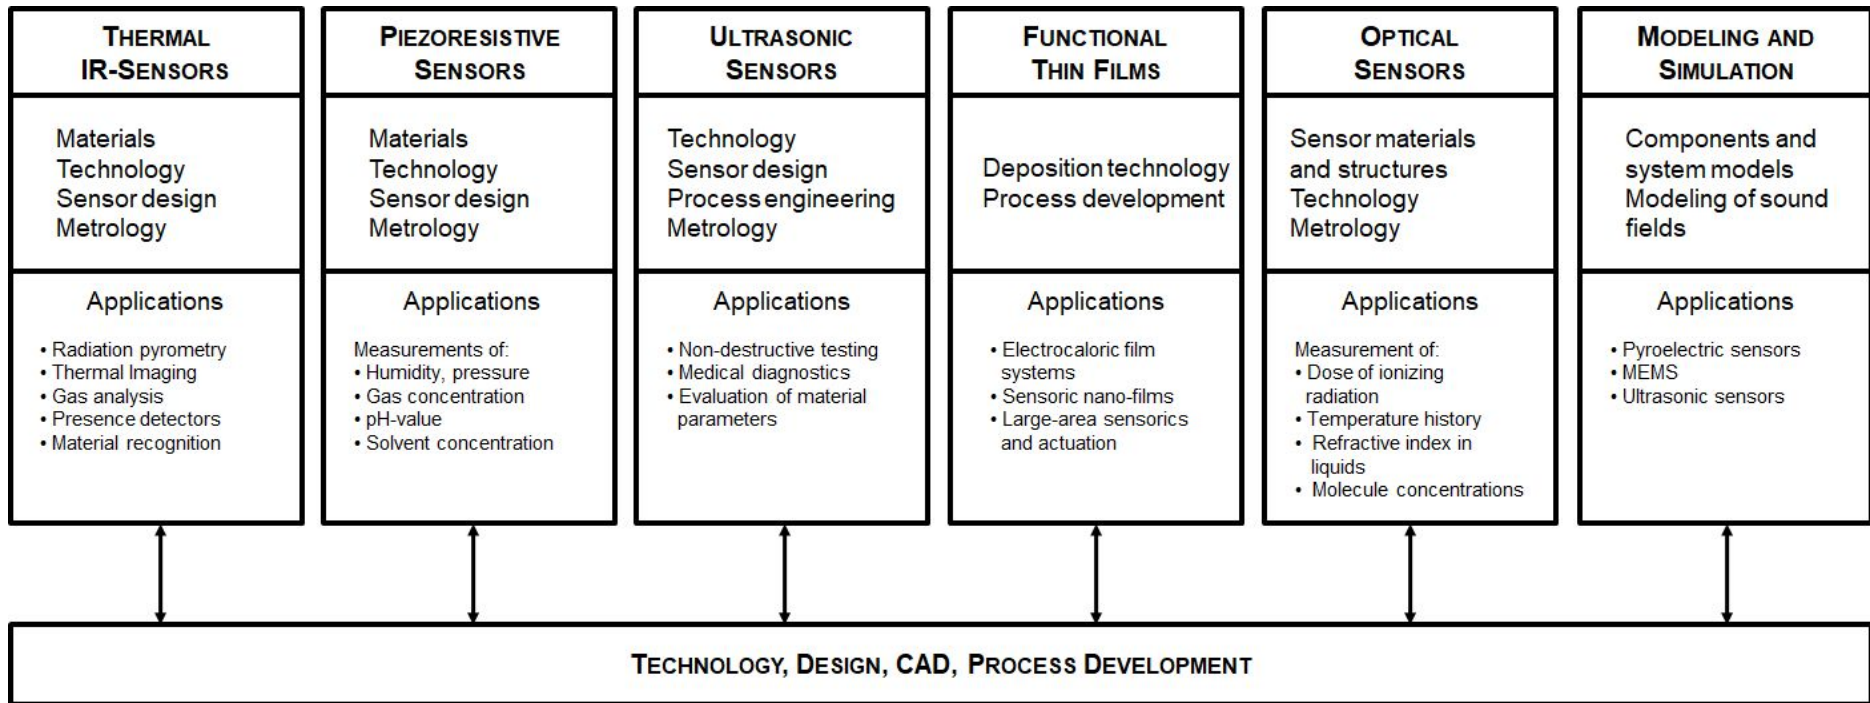 THERMAL
IR-SENSORS
Materials
Technology
Sensor design
Metrology
Applications
• Radiation pyrometry
• Thermal Imaging
• Gas analysis
• Presence detectors
• Material recognition
PIEZORESISTIVE
SENSORS
Materials
Technology
Sensor design
Metrology
Applications
Measurements of:
• Humidity, pressure
• Gas concentration
• pH-value
• Solvent concentration
ULTRASONIC
SENSORS
Technology
Sensor design
Process engineering
Metrology
Applications
• Non-destructive testing
• Medical diagnostics
• Evaluation of material
parameters
FUNCTIONAL
THIN FILMS
Deposition technology
Process development
Applications
• Electrocaloric film
systems
• Sensoric nano-films
• Large-area sensorics
and actuation
OPTICAL
SENSORS
Sensor materials
and structures
Technology
Metrology
Applications
Measurement of:
• Dose of ionizing
radiation
• Temperature history
• Refractive index in
liquids
• Molecule concentrations
MODELING AND
SIMULATION
Components and
system models
Modeling of sound
fields
Applications
• Pyroelectric sensors
• MEMS
• Ultrasonic sensors
TECHNOLOGY, DESIGN, CAD, PROCESS DEVELOPMENT